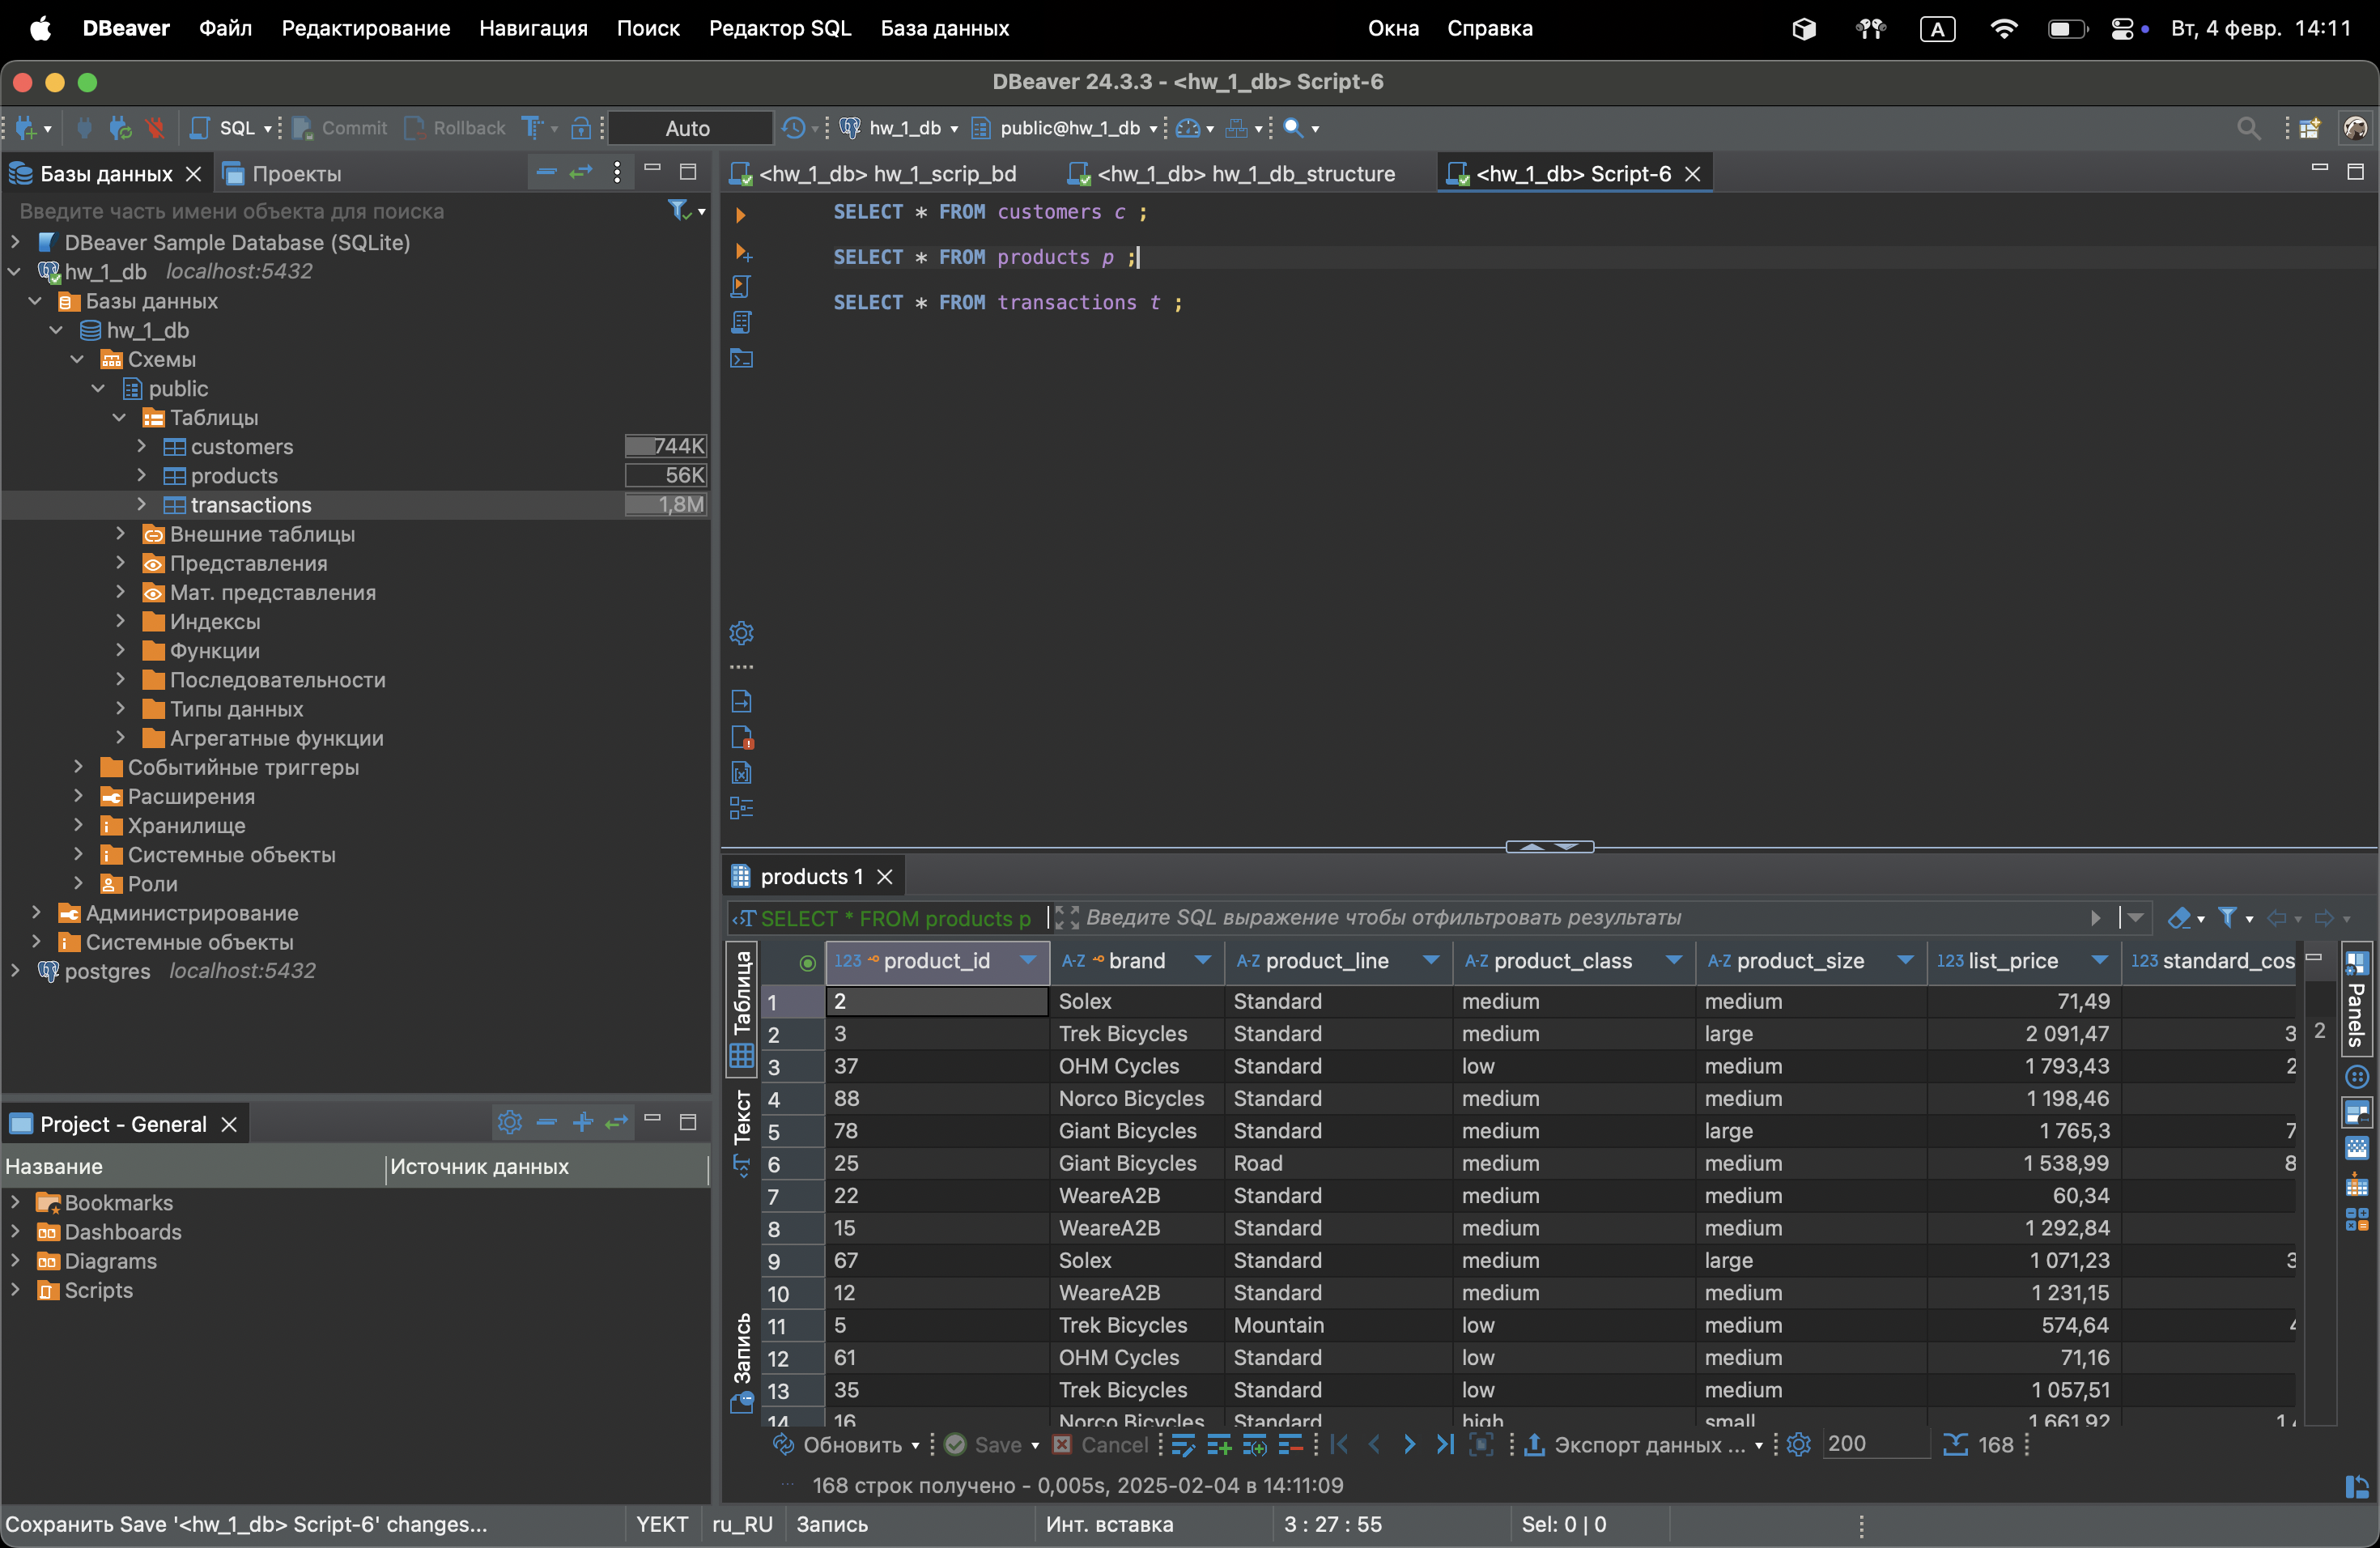 DBeaver Файл Редактирование Навигация Поиск Редактор SQL База данных Окна Справка A Вт, 4 февр. 14:11
DBeaver 24.3.3 - <hw_1_db> Script-6
SQL Commit Rollback Auto hw_1_db public@hw_1_db
Базы данных Проекты
Введите часть имени объекта для поиска
DBeaver Sample Database (SQLite)
hw_1_db localhost:5432
Базы данных
hw_1_db
Схемы
public
Таблицы
customers 744K
products 56K
transactions 1,8M
Внешние таблицы
Представления
Мат. представления
Индексы
Функции
Последовательности
Типы данных
Агрегатные функции
Событийные триггеры
Расширения
Хранилище
Системные объекты
Роли
Администрирование
Системные объекты
postgres localhost:5432
Project - General
Название Источник данных
Bookmarks
Dashboards
Diagrams
Scripts
<hw_1_db> hw_1_scrip_bd <hw_1_db> hw_1_db_structure <hw_1_db> Script-6
SELECT * FROM customers c ;
SELECT * FROM products p ;
SELECT * FROM transactions t ;
products 1
SELECT * FROM products p Введите SQL выражение чтобы отфильтровать результаты
Таблица
Текст
Запись
123 product_id A-Z brand A-Z product_line A-Z product_class A-Z product_size 123 list_price 123 standard_cos
1 2 Solex Standard medium medium 71,49
2 3 Trek Bicycles Standard medium large 2 091,47 3
3 37 OHM Cycles Standard low medium 1 793,43 2
4 88 Norco Bicycles Standard medium medium 1 198,46
5 78 Giant Bicycles Standard medium large 1 765,3 7
6 25 Giant Bicycles Road medium medium 1 538,99 8
7 22 WeareA2B Standard medium medium 60,34
8 15 WeareA2B Standard medium medium 1 292,84
9 67 Solex Standard medium large 1 071,23 3
10 12 WeareA2B Standard medium medium 1 231,15
11 5 Trek Bicycles Mountain low medium 574,64 4
12 61 OHM Cycles Standard low medium 71,16
13 35 Trek Bicycles Standard low medium 1 057,51
14 16 Norco Bicycles Standard high small 1 661,92 1
2
Panels
Обновить Save Cancel Экспорт данных ... 200 168
168 строк получено - 0,005s, 2025-02-04 в 14:11:09
Сохранить Save '<hw_1_db> Script-6' changes... YEKT ru_RU Запись Инт. вставка 3 : 27 : 55 Sel: 0 | 0